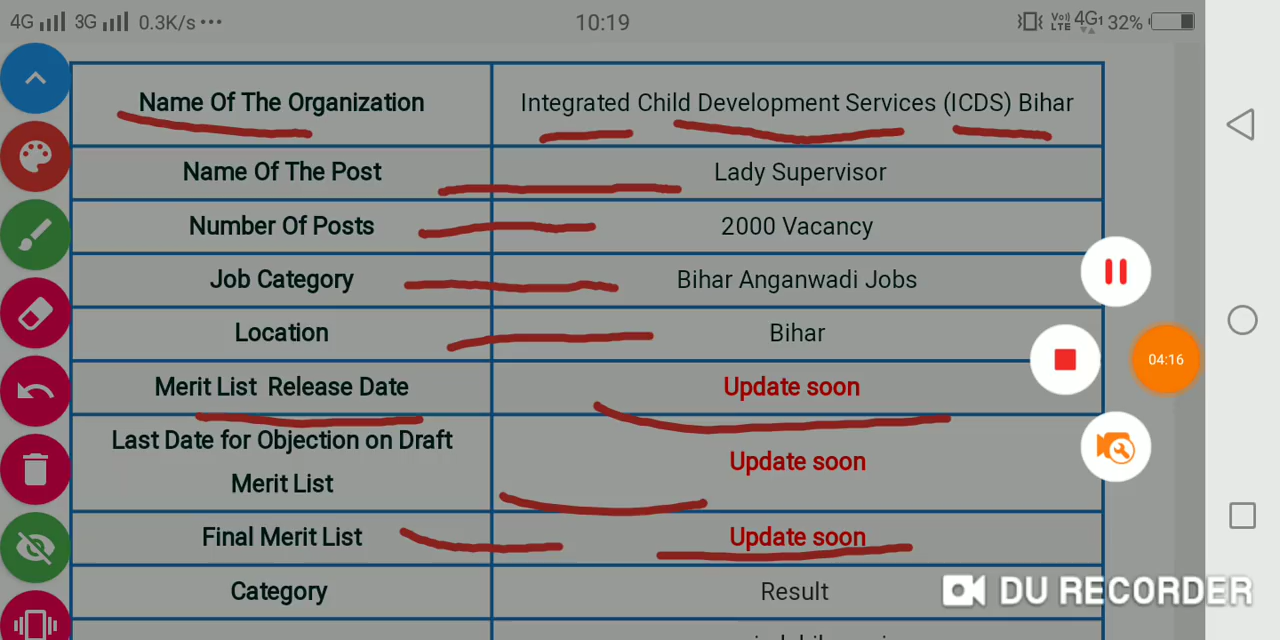 4G 3G 0.3K/s ••• 10:19 Vo)) LTE 4G1 32%
Name Of The Organization Integrated Child Development Services (ICDS) Bihar
Name Of The Post Lady Supervisor
Number Of Posts 2000 Vacancy
Job Category Bihar Anganwadi Jobs
Location Bihar
Merit List Release Date Update soon
Last Date for Objection on Draft
Merit List Update soon
Final Merit List Update soon
Category Result
04:16
DU RECORDER